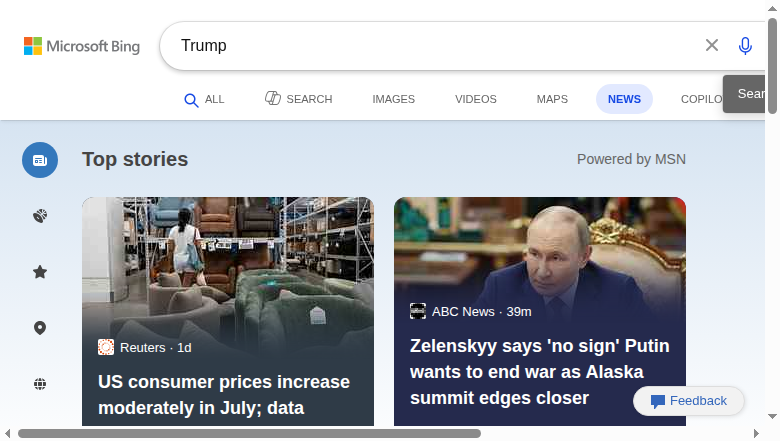 Microsoft Bing
Trump
ALL
SEARCH
IMAGES
VIDEOS
MAPS
NEWS
COPILO
Sear
Top stories
Powered by MSN
Reuters · 1d
US consumer prices increase
moderately in July; data
ABC News · 39m
Zelenskyy says 'no sign' Putin
wants to end war as Alaska
summit edges closer
Feedback